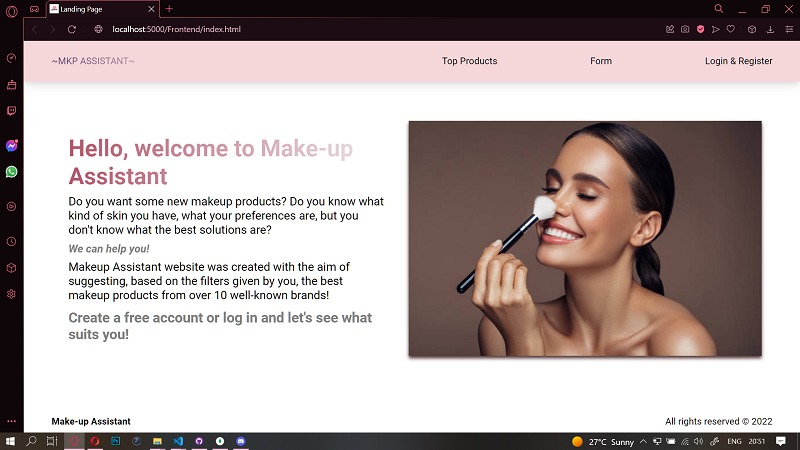 Landing Page
localhost:5000/Frontend/index.html
~MKP ASSISTANT~
Top Products
Form
Login & Register
Hello, welcome to Make-up
Assistant
Do you want some new makeup products? Do you know what
kind of skin you have, what your preferences are, but you
don't know what the best solutions are?
We can help you!
Makeup Assistant website was created with the aim of
suggesting, based on the filters given by you, the best
makeup products from over 10 well-known brands!
Create a free account or log in and let's see what
suits you!
Make-up Assistant
All rights reserved © 2022
27°C Sunny
ENG
20:51